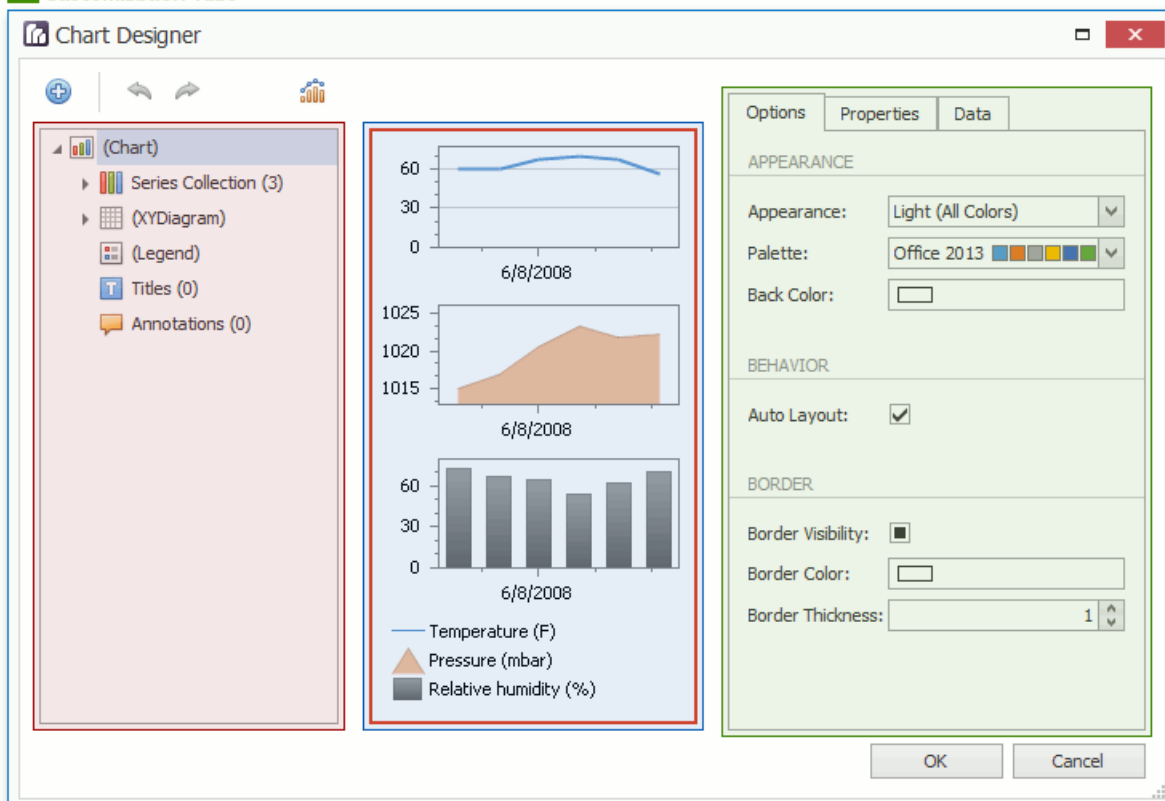 Chart Designer
(Chart)
Series Collection (3)
(XYDiagram)
(Legend)
Titles (0)
Annotations (0)
60
30
0
6/8/2008
1025
1020
1015
6/8/2008
60
30
0
6/8/2008
Temperature (F)
Pressure (mbar)
Relative humidity (%)
Options Properties Data
APPEARANCE
Appearance: Light (All Colors)
Palette: Office 2013
Back Color:
BEHAVIOR
Auto Layout:
BORDER
Border Visibility:
Border Color:
Border Thickness: 1
OK Cancel